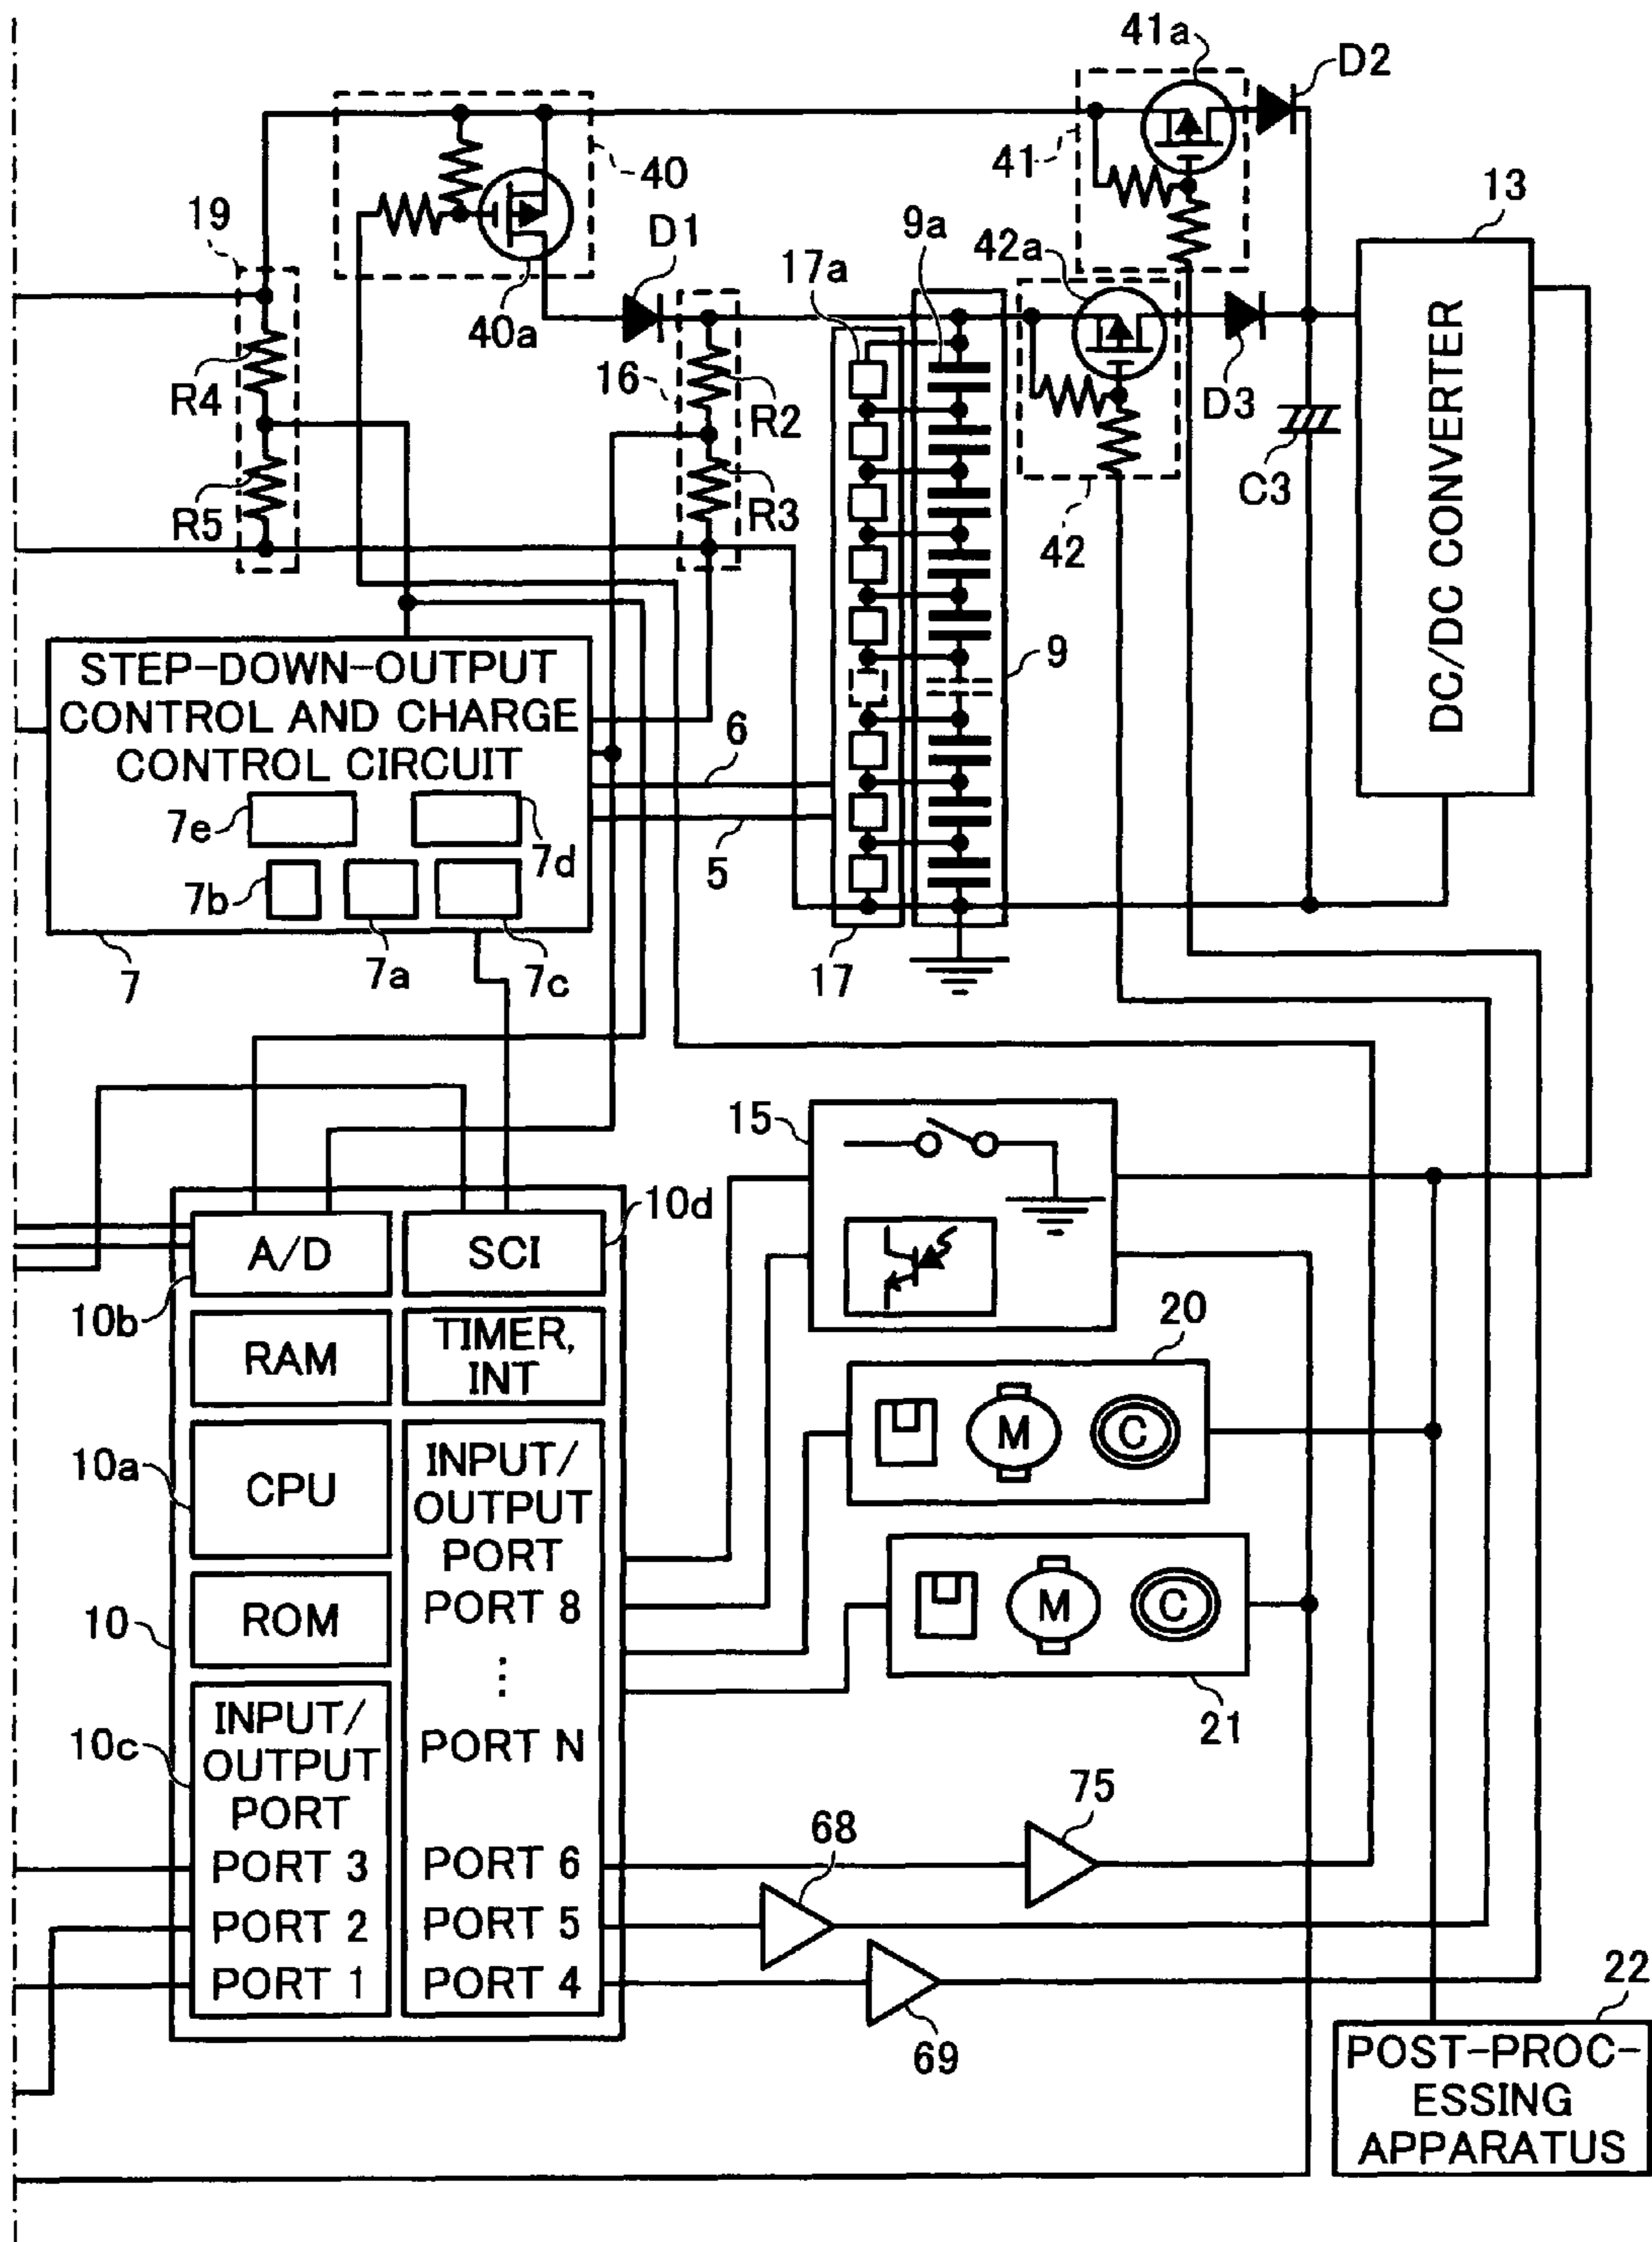 41a
D2
41
40
13
19
D1
9a
42a
17a
40a
16
R4
R2
D3
C3
R5
R3
42
DC/DC CONVERTER
9
STEP-DOWN-OUTPUT
CONTROL AND CHARGE
CONTROL CIRCUIT
6
7e
7d
5
7b
7
7a
7c
17
15
10d
A/D
SCI
10b
20
RAM
TIMER,
INT
M
C
10a
CPU
INPUT/
OUTPUT
PORT
PORT 8
M
C
10
ROM
⋮
21
10c
INPUT/
OUTPUT
PORT
PORT N
75
68
PORT 3
PORT 6
PORT 2
PORT 5
PORT 1
PORT 4
69
22
POST-PROC-
ESSING
APPARATUS